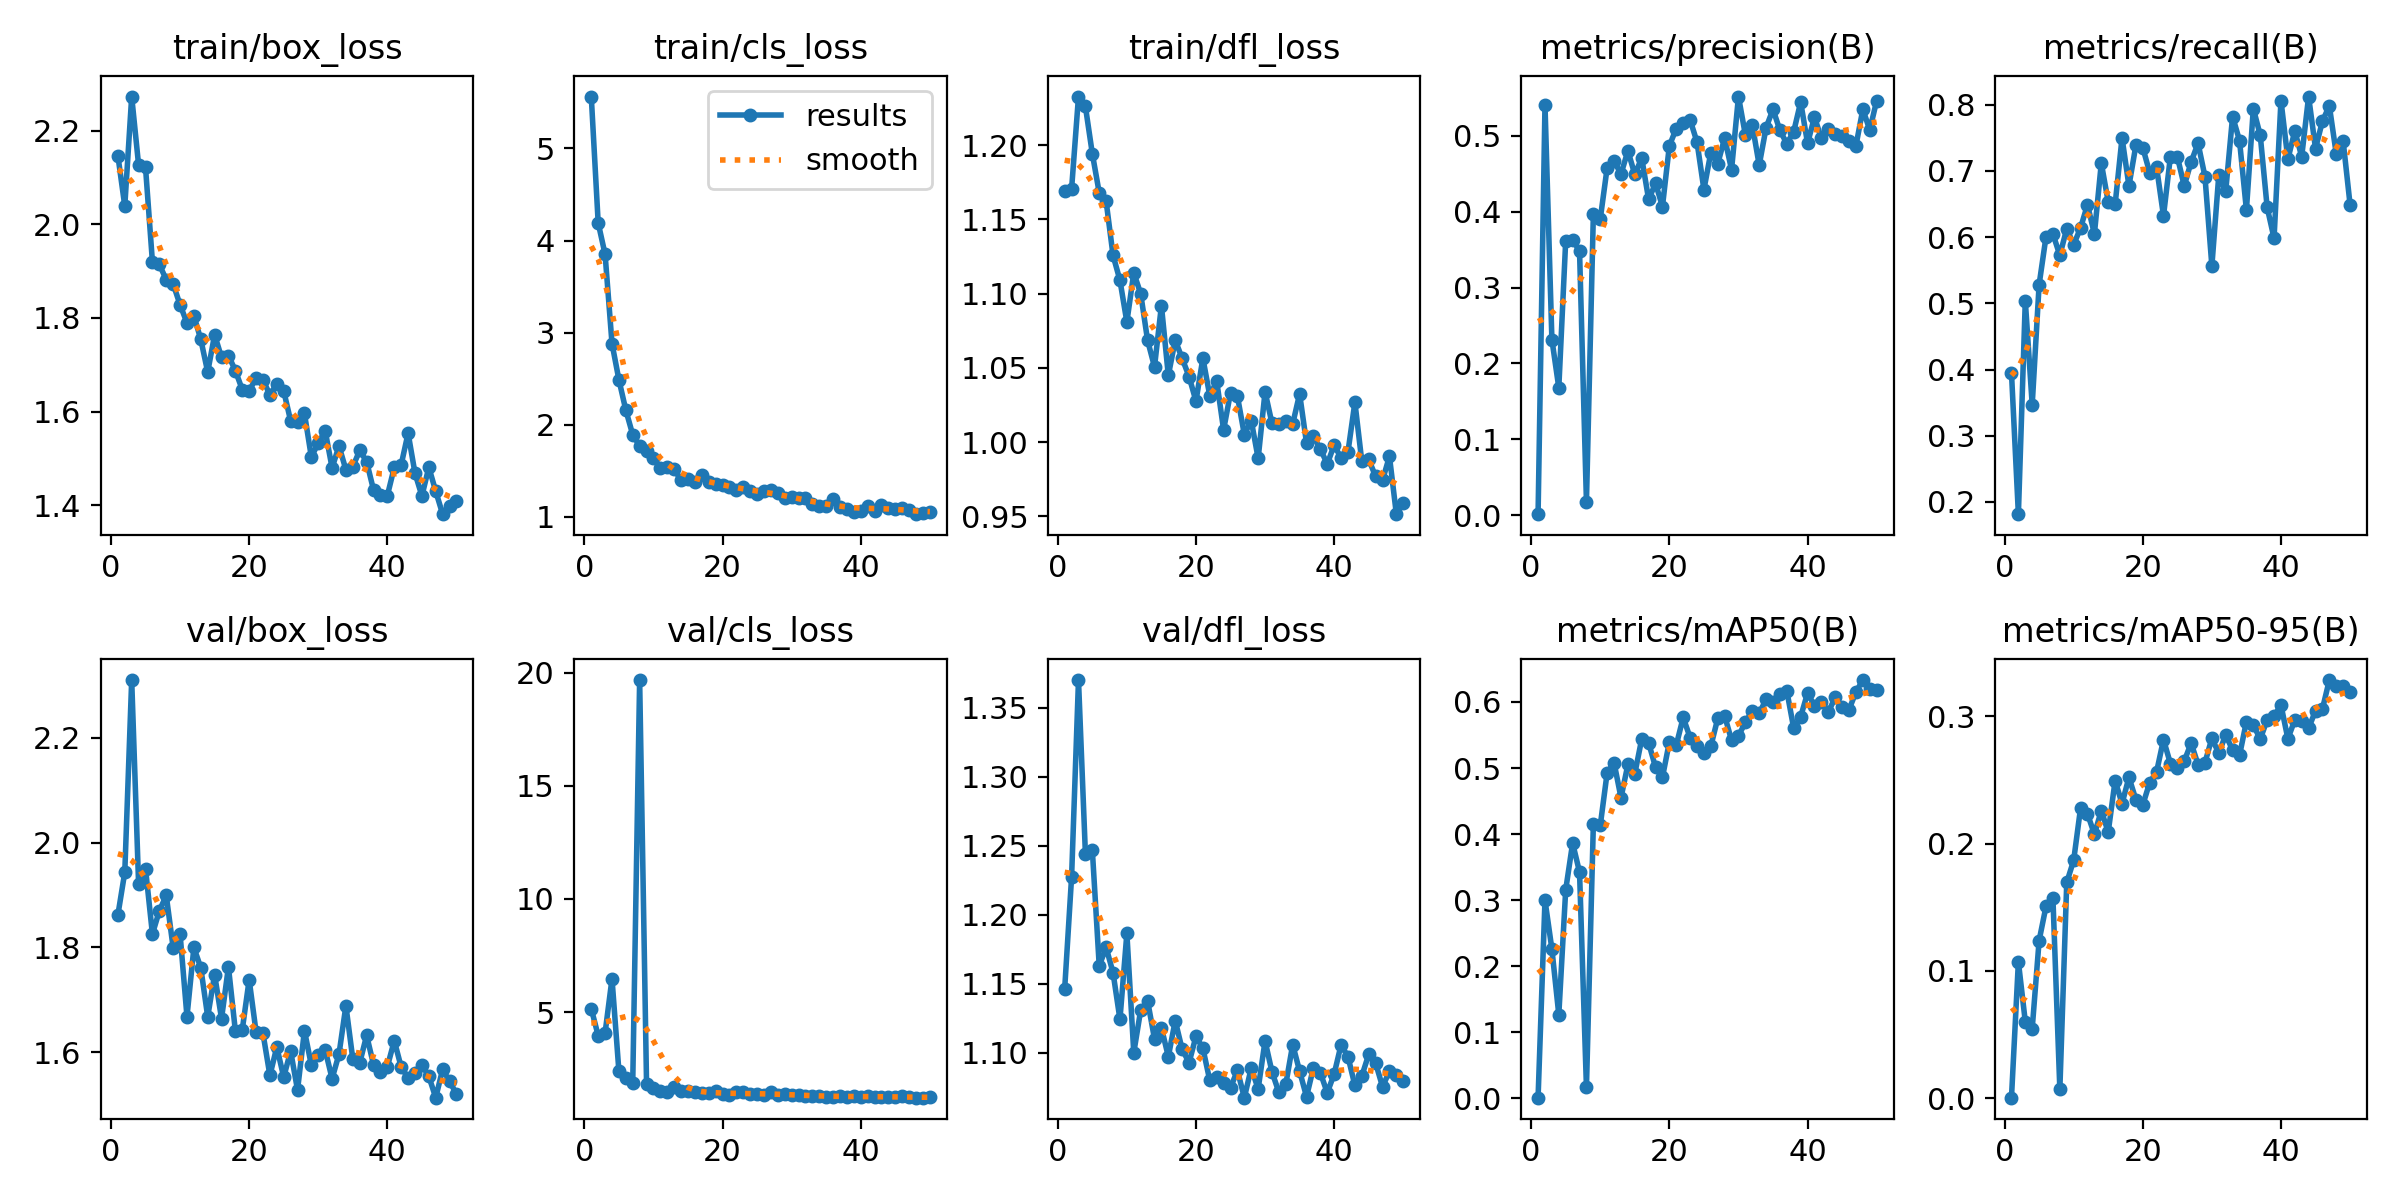 train/box_loss
train/cls_loss
train/dfl_loss
metrics/precision(B)
metrics/recall(B)
2.2
2.0
1.8
1.6
1.4
0 20 40
results
smooth
5
4
3
2
1
0 20 40
1.20
1.15
1.10
1.05
1.00
0.95
0 20 40
0.5
0.4
0.3
0.2
0.1
0.0
0 20 40
0.8
0.7
0.6
0.5
0.4
0.3
0.2
0 20 40
val/box_loss
val/cls_loss
val/dfl_loss
metrics/mAP50(B)
metrics/mAP50-95(B)
2.2
2.0
1.8
1.6
0 20 40
20
15
10
5
0 20 40
1.35
1.30
1.25
1.20
1.15
1.10
0 20 40
0.6
0.5
0.4
0.3
0.2
0.1
0.0
0 20 40
0.3
0.2
0.1
0.0
0 20 40